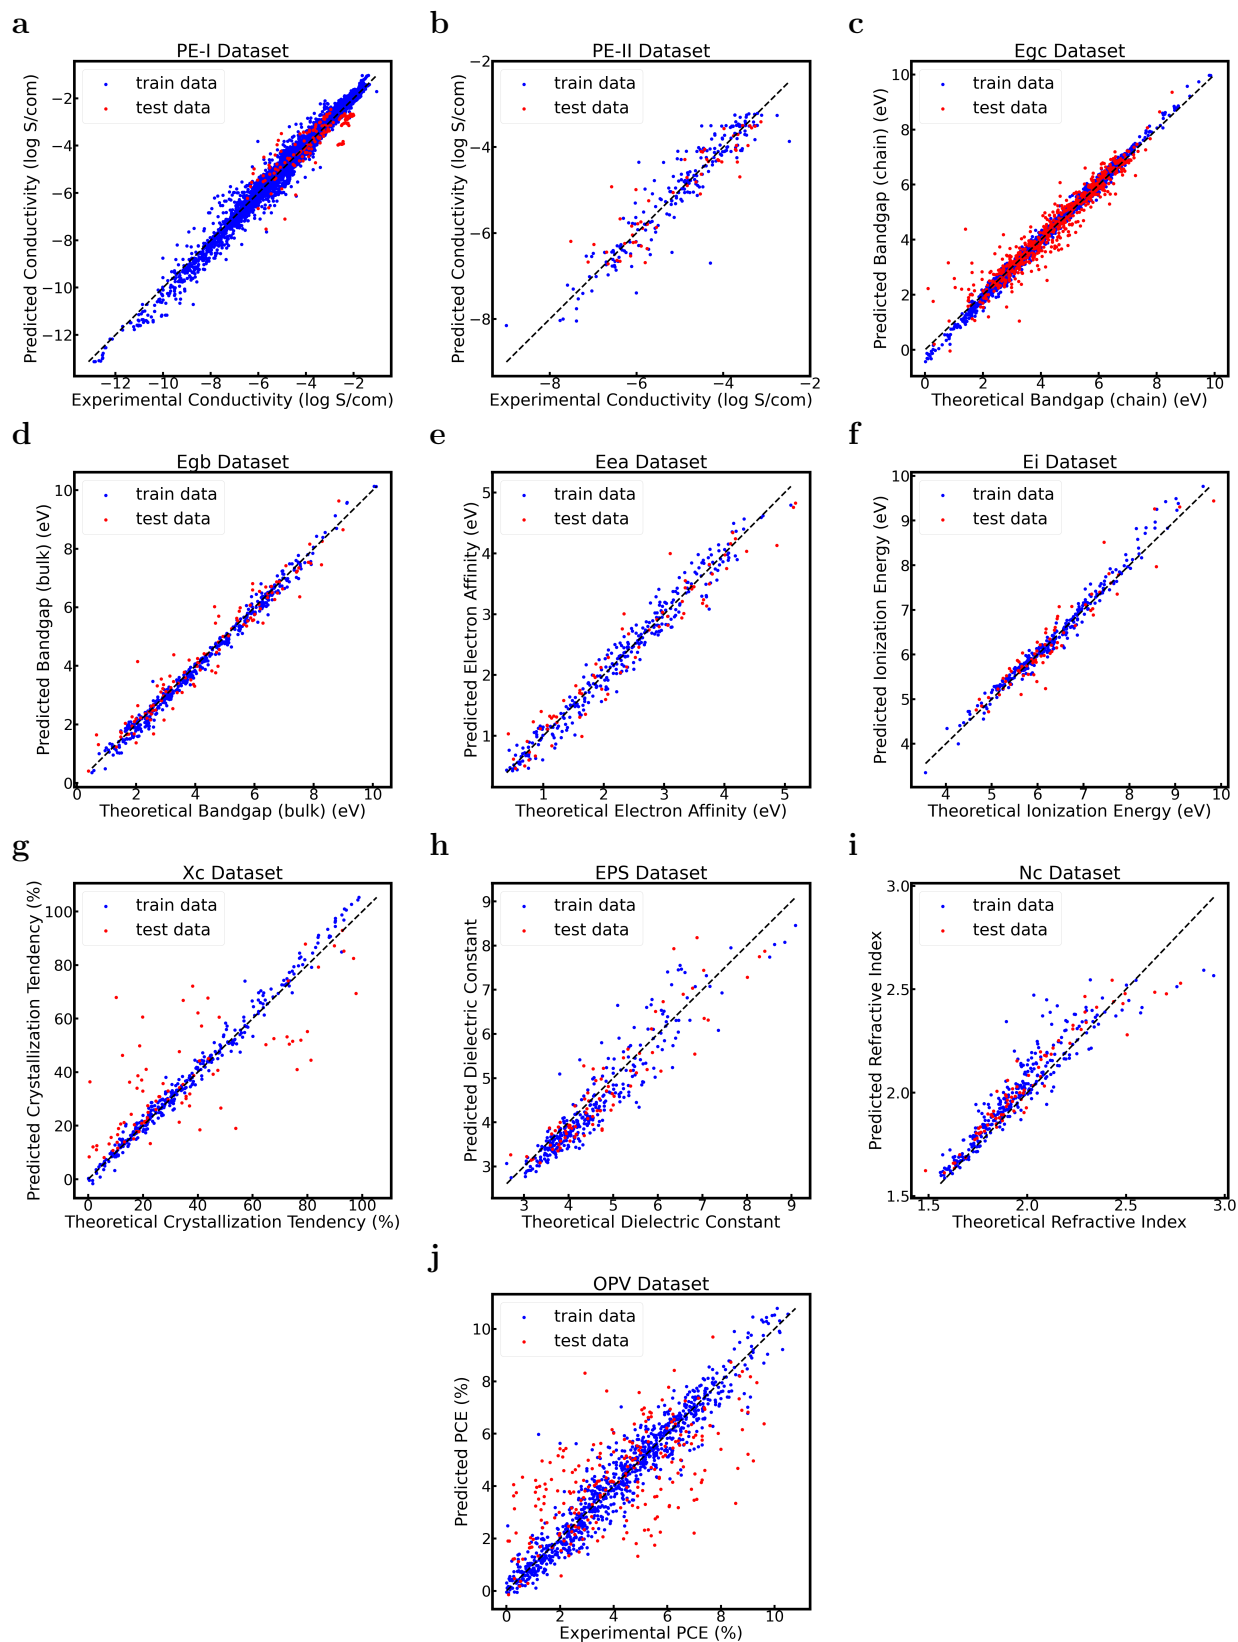 a
PE-I Dataset
train data
test data
Predicted Conductivity (log S/com)
−2
−4
−6
−8
−10
−12
−12 −10 −8 −6 −4 −2
Experimental Conductivity (log S/com)
b
PE-II Dataset
train data
test data
Predicted Conductivity (log S/com)
−2
−4
−6
−8
−8 −6 −4 −2
Experimental Conductivity (log S/com)
c
Egc Dataset
train data
test data
Predicted Bandgap (chain) (eV)
10
8
6
4
2
0
0 2 4 6 8 10
Theoretical Bandgap (chain) (eV)
d
Egb Dataset
train data
test data
Predicted Bandgap (bulk) (eV)
10
8
6
4
2
0
0 2 4 6 8 10
Theoretical Bandgap (bulk) (eV)
e
Eea Dataset
train data
test data
Predicted Electron Affinity (eV)
5
4
3
2
1
1 2 3 4 5
Theoretical Electron Affinity (eV)
f
Ei Dataset
train data
test data
Predicted Ionization Energy (eV)
10
9
8
7
6
5
4
4 5 6 7 8 9 10
Theoretical Ionization Energy (eV)
g
Xc Dataset
train data
test data
Predicted Crystallization Tendency (%)
100
80
60
40
20
0
0 20 40 60 80 100
Theoretical Crystallization Tendency (%)
h
EPS Dataset
train data
test data
Predicted Dielectric Constant
9
8
7
6
5
4
3
3 4 5 6 7 8 9
Theoretical Dielectric Constant
i
Nc Dataset
train data
test data
Predicted Refractive Index
3.0
2.5
2.0
1.5
1.5 2.0 2.5 3.0
Theoretical Refractive Index
j
OPV Dataset
train data
test data
Predicted PCE (%)
10
8
6
4
2
0
0 2 4 6 8 10
Experimental PCE (%)